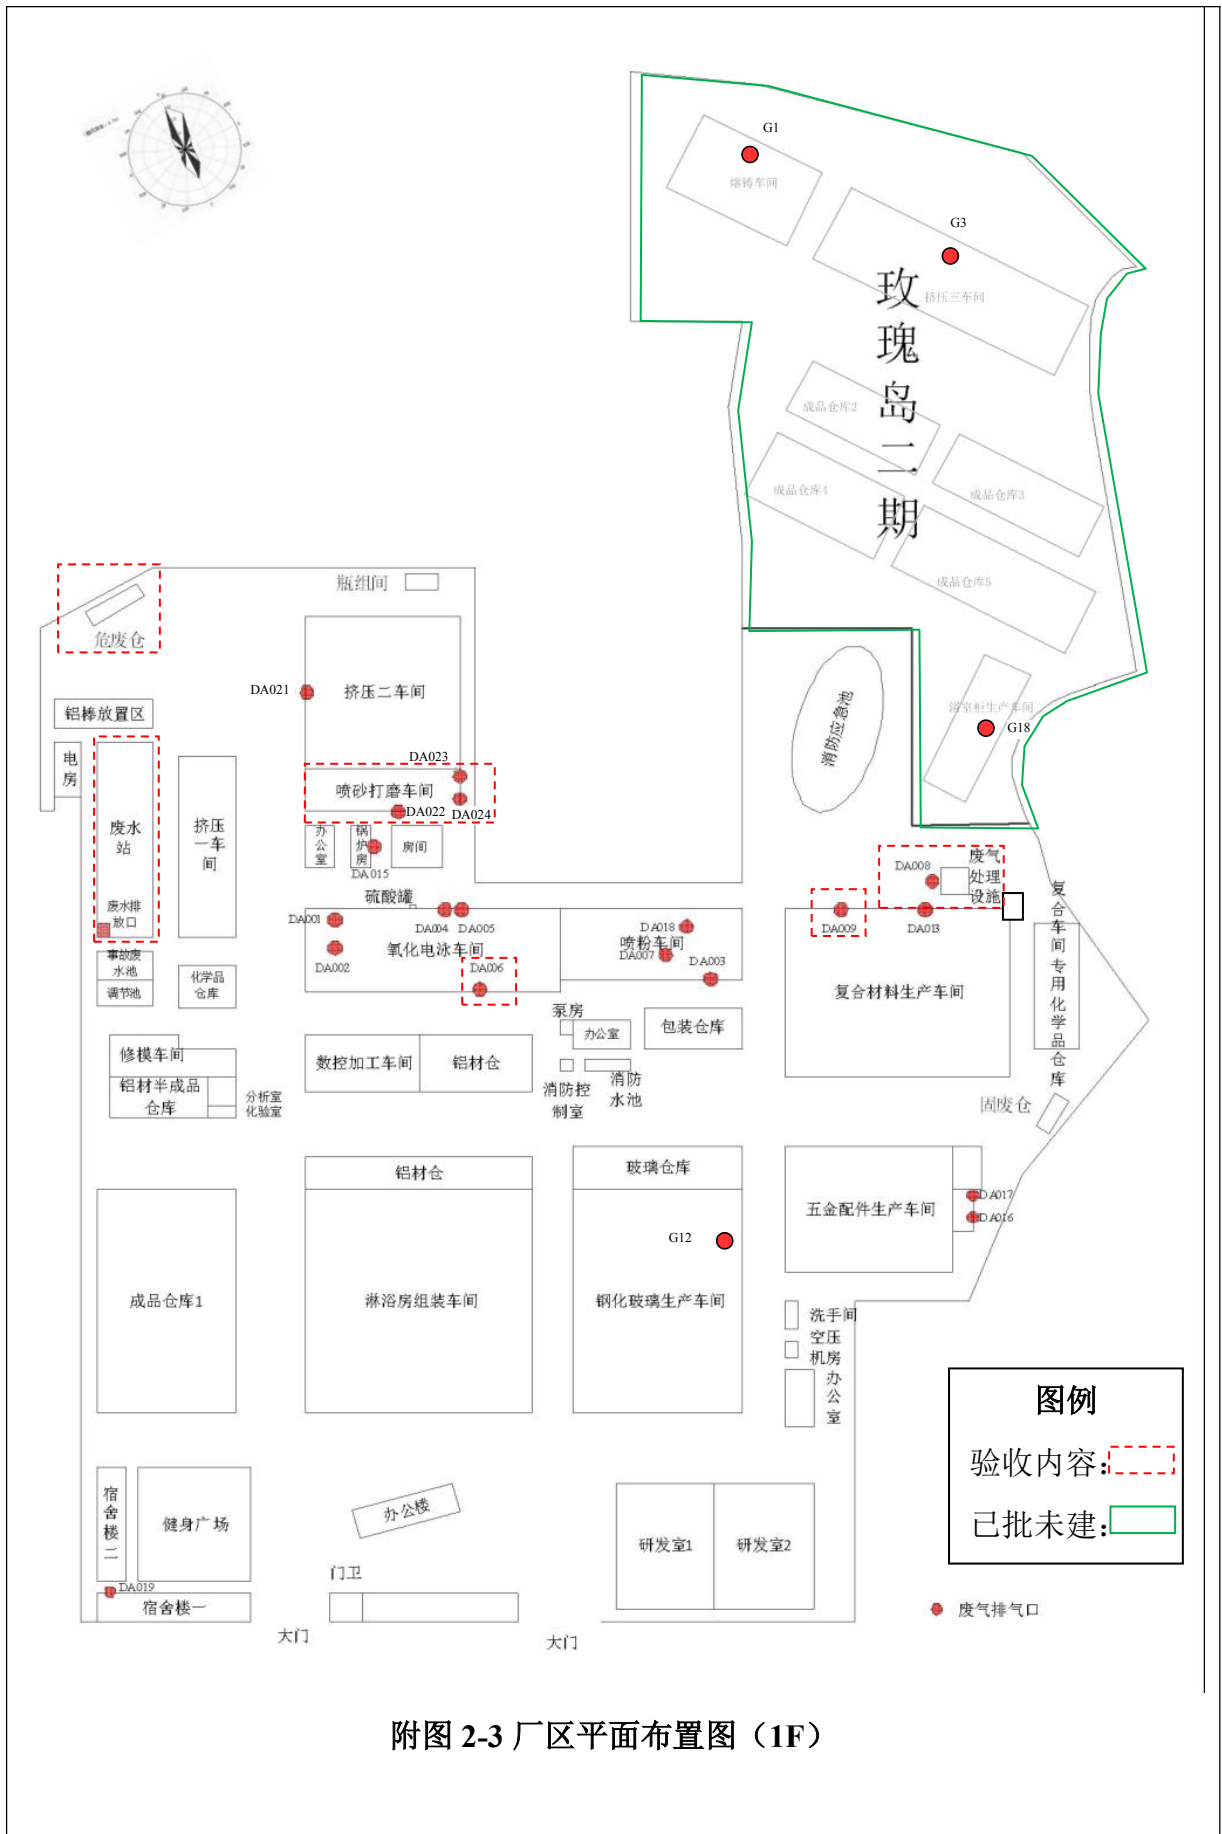 G1
熔铸车间
G3
挤压三车间
玫瑰岛二期
成品仓库2
成品仓库4
成品仓库3
成品仓库5
浴室柜生产车间
G18
瓶组间
危废仓
铝棒放置区
电房
DA021
挤压二车间
消防应急池
DA023
喷砂打磨车间
DA022
DA024
废水站
挤压一车间
办公室
锅炉房
房间
DA015
废水排放口
硫酸罐
DA001
DA004
DA005
DA002
氧化电泳车间
DA006
DA018
喷粉车间
DA007
DA003
DA008
废气处理设施
DA009
DA013
复合材料生产车间
复合车间专用化学品仓库
事故废水池
调节池
化学品仓库
泵房
办公室
包装仓库
修模车间
铝材半成品仓库
分析室
化验室
数控加工车间
铝材仓
消防控制室
消防水池
固废仓
铝材仓
玻璃仓库
五金配件生产车间
DA017
DA016
G12
成品仓库1
淋浴房组装车间
钢化玻璃生产车间
洗手间
空压机房
办公室
图例
验收内容:
已批未建:
宿舍楼二
健身广场
办公楼
研发室1
研发室2
门卫
DA019
宿舍楼一
废气排气口
大门
大门
附图 2-3 厂区平面布置图（1F）